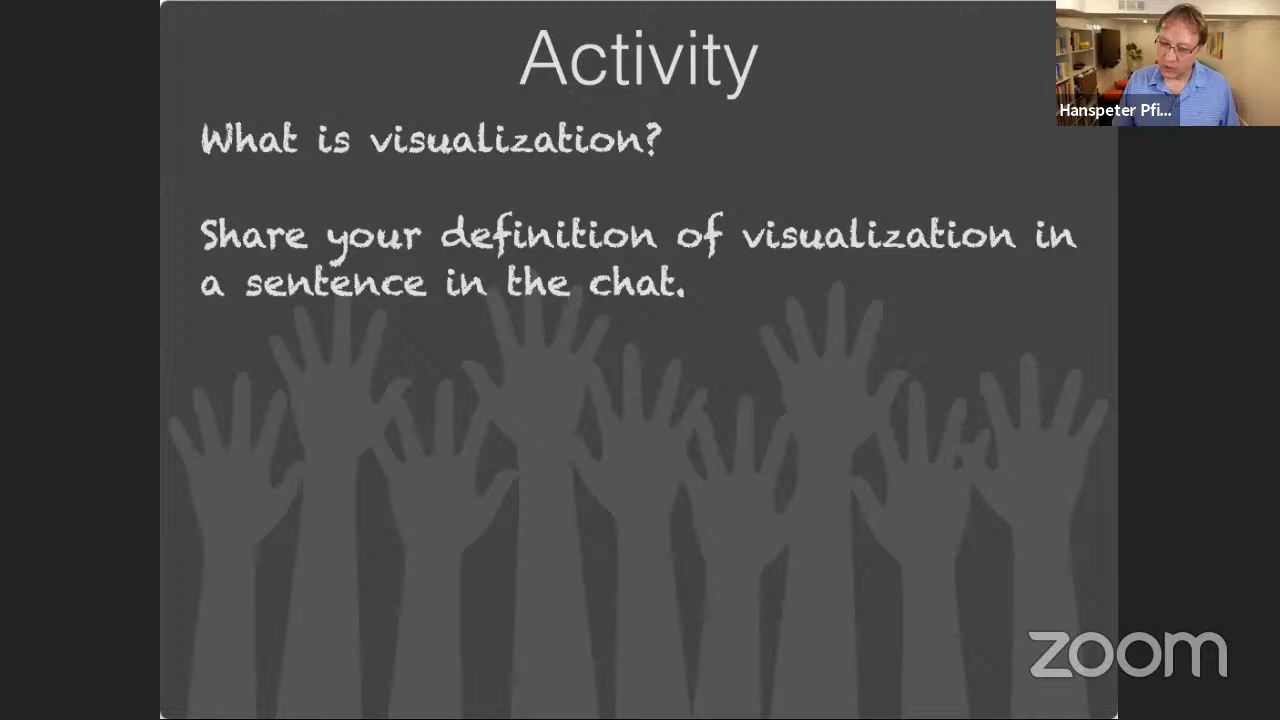 Activity
What is visualization?
Share your definition of visualization in
a sentence in the chat.
Hanspeter Pfi...
zoom